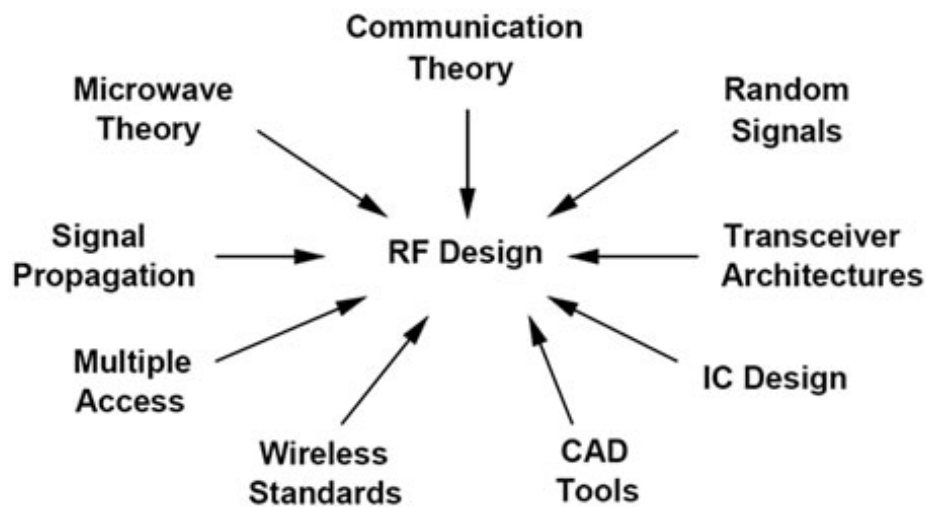 Communication
Theory
Microwave
Theory
Random
Signals
Signal
Propagation
RF Design
Transceiver
Architectures
Multiple
Access
IC Design
Wireless
Standards
CAD
Tools